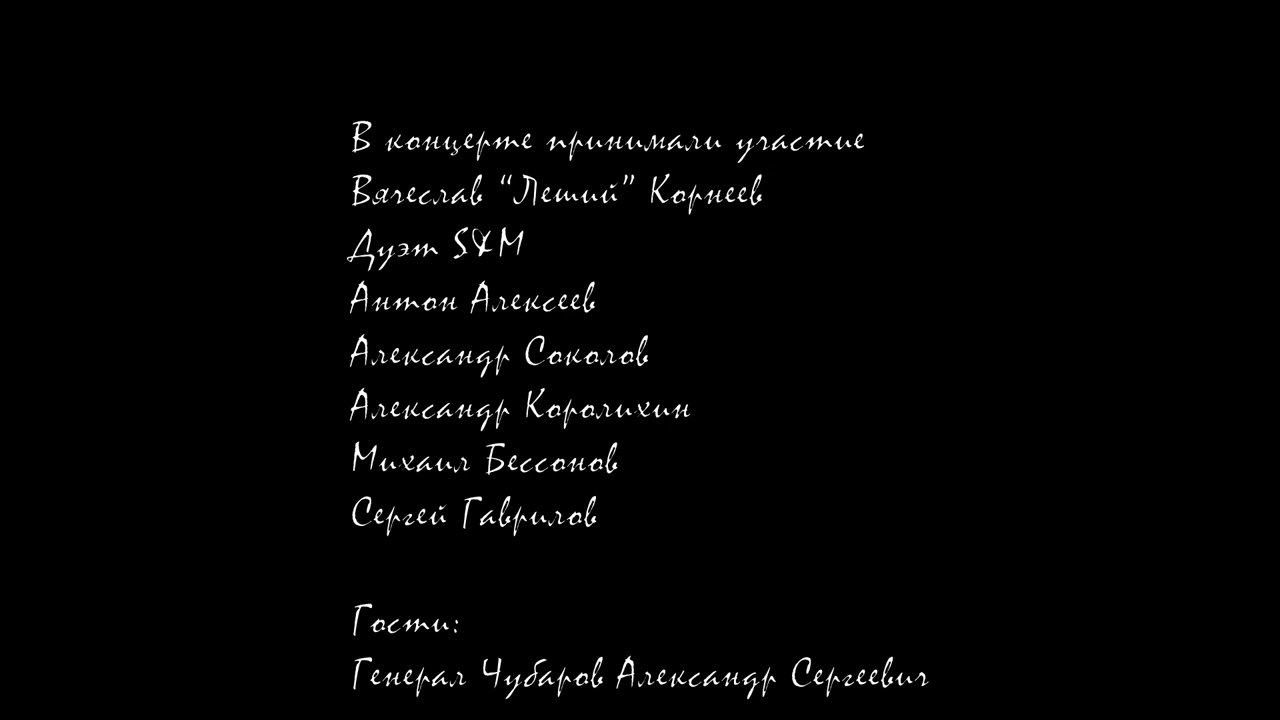 В концерте принимали участие
Вячеслав “Леший” Корнеев
Дуэт S&M
Антон Алексеев
Александр Соколов
Александр Королихин
Михаил Бессонов
Сергей Гаврилов
Гости:
Генерал Чубаров Александр Сергеевич